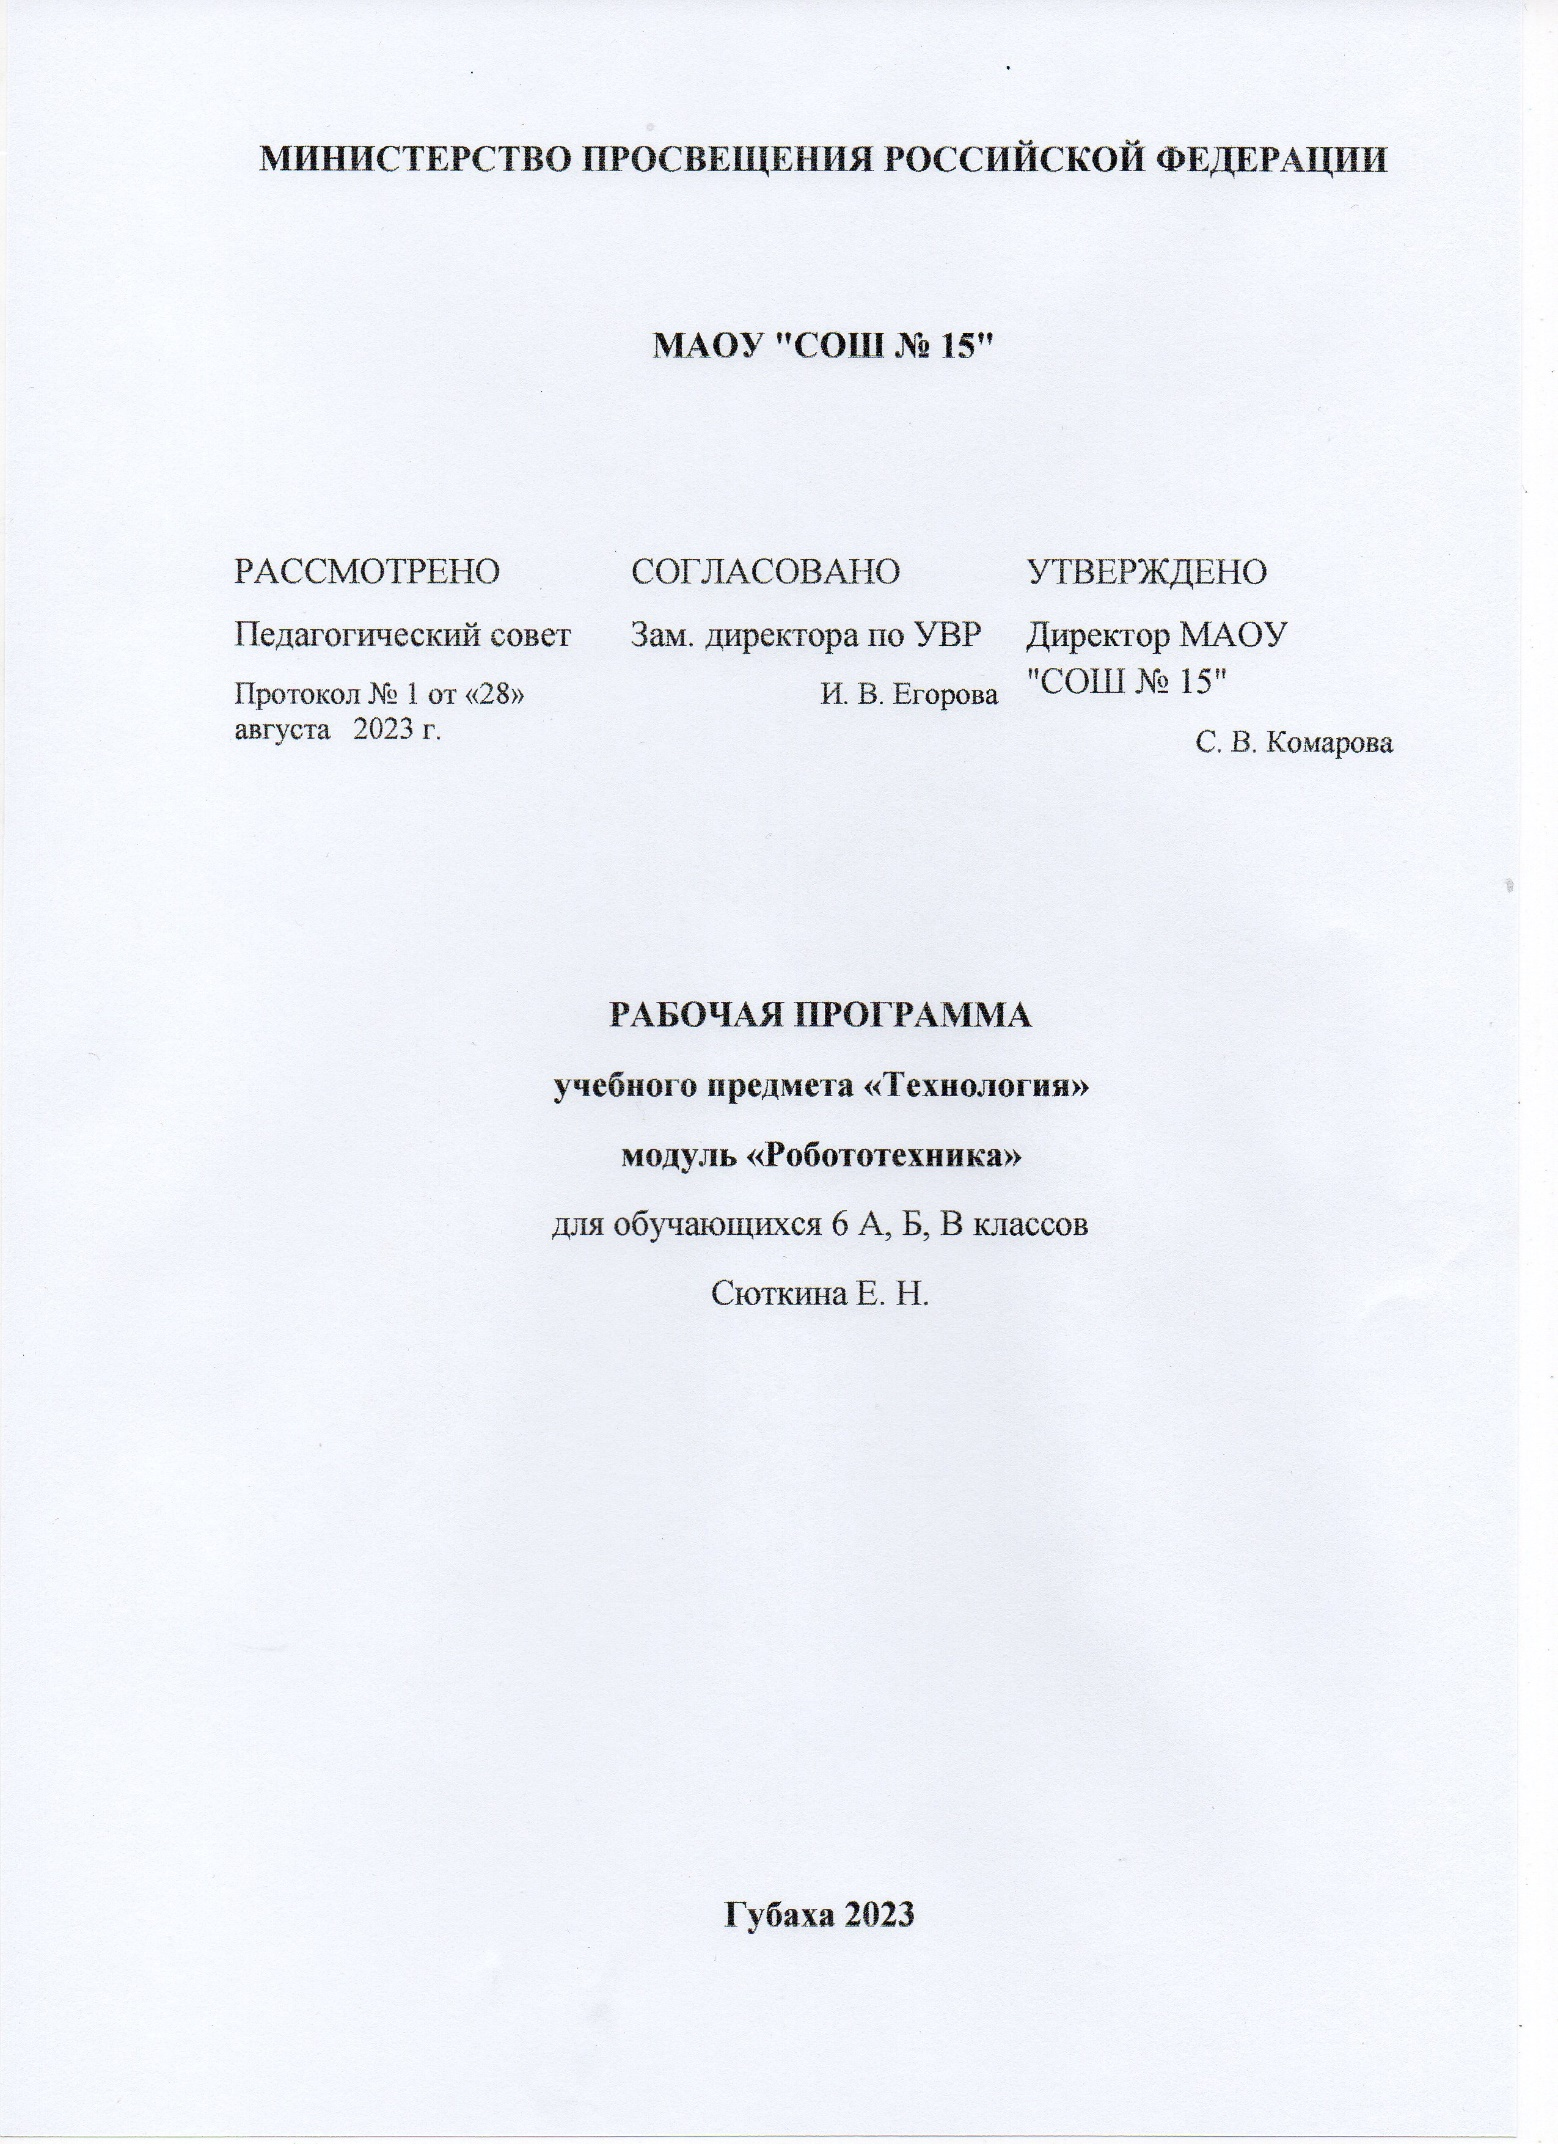 МИНИСТЕРСТВО ПРОСВЕЩЕНИЯ РОССИЙСКОЙ ФЕДЕРАЦИИ
МАОУ "СОШ № 15"
РАССМОТРЕНО
Педагогический совет
Протокол № 1 от «28»
августа 2023 г.
СОГЛАСОВАНО
Зам. директора по УВР
И. В. Егорова
УТВЕРЖДЕНО
Директор МАОУ
"СОШ № 15"
С. В. Комарова
РАБОЧАЯ ПРОГРАММА
учебного предмета «Технология»
модуль «Робототехника»
для обучающихся 6 А, Б, В классов
Сюткина Е. Н.
Губаха 2023